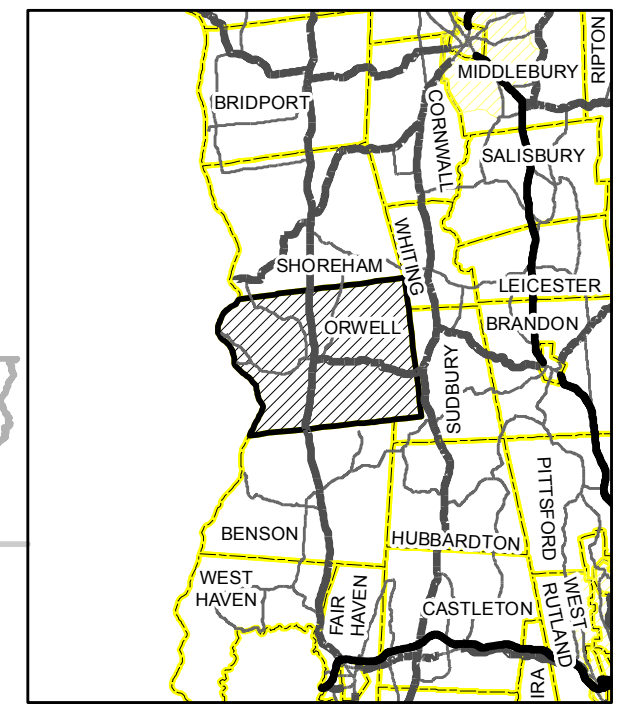 RIPTON
MIDDLEBURY
BRIDPORT
CORNWALL
SALISBURY
WHITING
SHOREHAM
LEICESTER
ORWELL
BRANDON
SUDBURY
PITTSFORD
BENSON
HUBBARDTON
WEST
HAVEN
FAIR
HAVEN
CASTLETON
WEST
RUTLAND
IRA